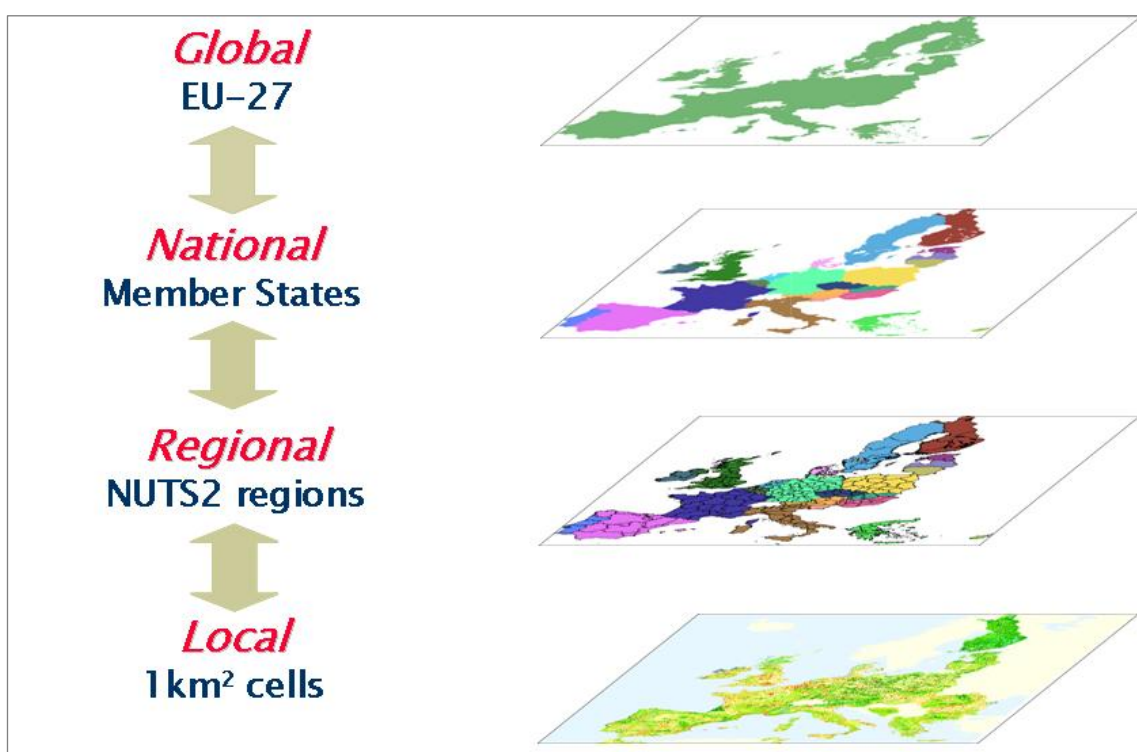 Global
EU-27
National
Member States
Regional
NUTS2 regions
Local
1km² cells